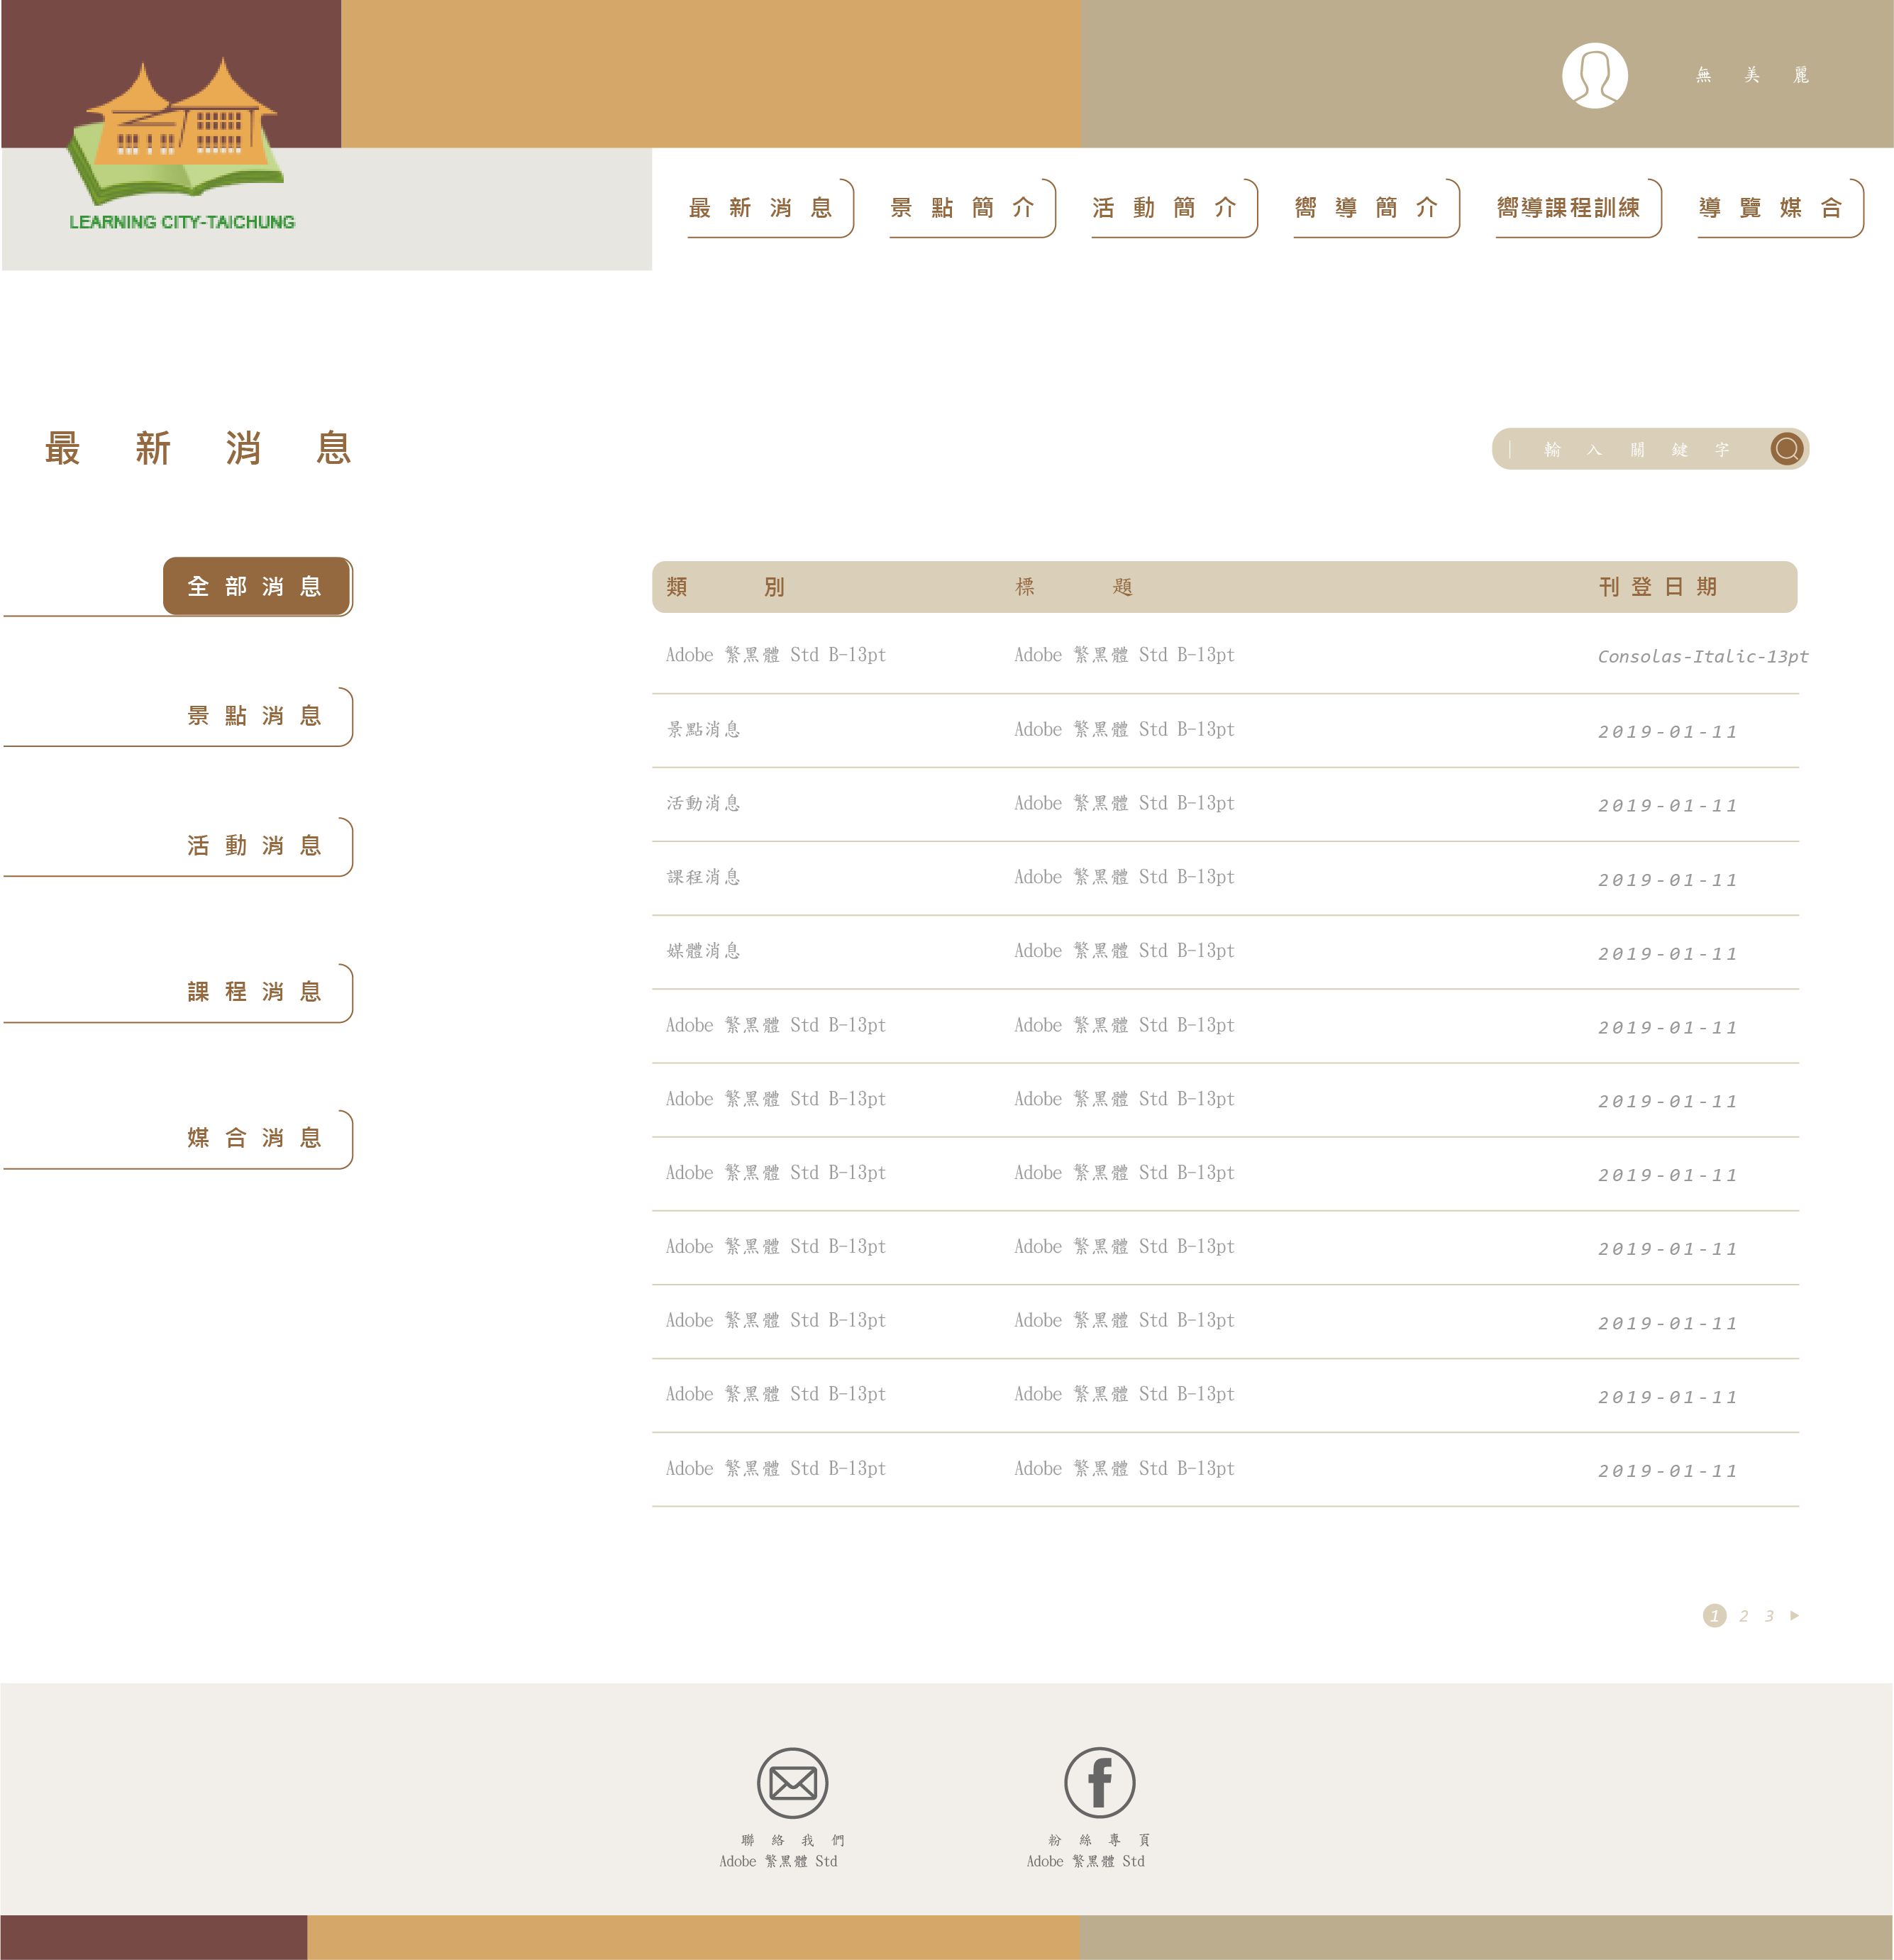 無美麗
LEARNING CITY-TAICHUNG
最新消息 景點簡介 活動簡介 嚮導簡介 嚮導課程訓練 導覽媒合
最新消息
輸入關鍵字
全部消息
景點消息
活動消息
課程消息
媒合消息
類別 標題 刊登日期
Adobe 繁黑體 Std B-13pt Adobe 繁黑體 Std B-13pt Consolas-Italic-13pt
景點消息 Adobe 繁黑體 Std B-13pt 2019-01-11
活動消息 Adobe 繁黑體 Std B-13pt 2019-01-11
課程消息 Adobe 繁黑體 Std B-13pt 2019-01-11
媒體消息 Adobe 繁黑體 Std B-13pt 2019-01-11
Adobe 繁黑體 Std B-13pt Adobe 繁黑體 Std B-13pt 2019-01-11
Adobe 繁黑體 Std B-13pt Adobe 繁黑體 Std B-13pt 2019-01-11
Adobe 繁黑體 Std B-13pt Adobe 繁黑體 Std B-13pt 2019-01-11
Adobe 繁黑體 Std B-13pt Adobe 繁黑體 Std B-13pt 2019-01-11
Adobe 繁黑體 Std B-13pt Adobe 繁黑體 Std B-13pt 2019-01-11
Adobe 繁黑體 Std B-13pt Adobe 繁黑體 Std B-13pt 2019-01-11
Adobe 繁黑體 Std B-13pt Adobe 繁黑體 Std B-13pt 2019-01-11
1 2 3
聯絡我們 粉絲專頁
Adobe 繁黑體 Std Adobe 繁黑體 Std